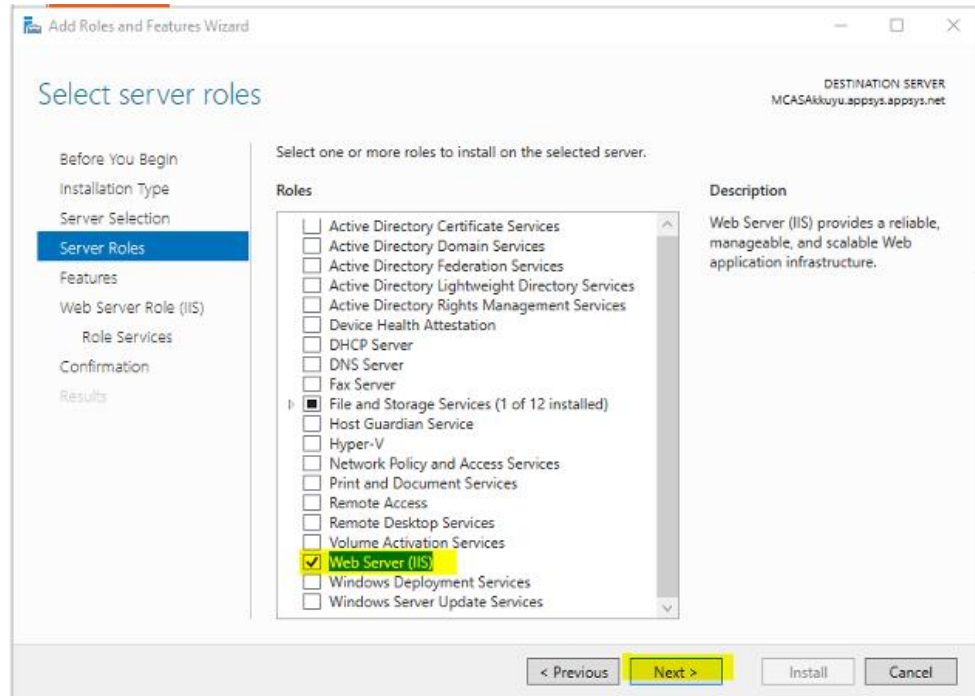 Add Roles and Features Wizard
Select server roles
DESTINATION SERVER
MCASAkkuyu.appsys.appsys.net
Before You Begin
Installation Type
Server Selection
Server Roles
Features
Web Server Role (IIS)
Role Services
Confirmation
Results
Select one or more roles to install on the selected server.
Roles
Active Directory Certificate Services
Active Directory Domain Services
Active Directory Federation Services
Active Directory Lightweight Directory Services
Active Directory Rights Management Services
Device Health Attestation
DHCP Server
DNS Server
Fax Server
File and Storage Services (1 of 12 installed)
Host Guardian Service
Hyper-V
Network Policy and Access Services
Print and Document Services
Remote Access
Remote Desktop Services
Volume Activation Services
Web Server (IIS)
Windows Deployment Services
Windows Server Update Services
Description
Web Server (IIS) provides a reliable,
manageable, and scalable Web
application infrastructure.
< Previous
Next >
Install
Cancel